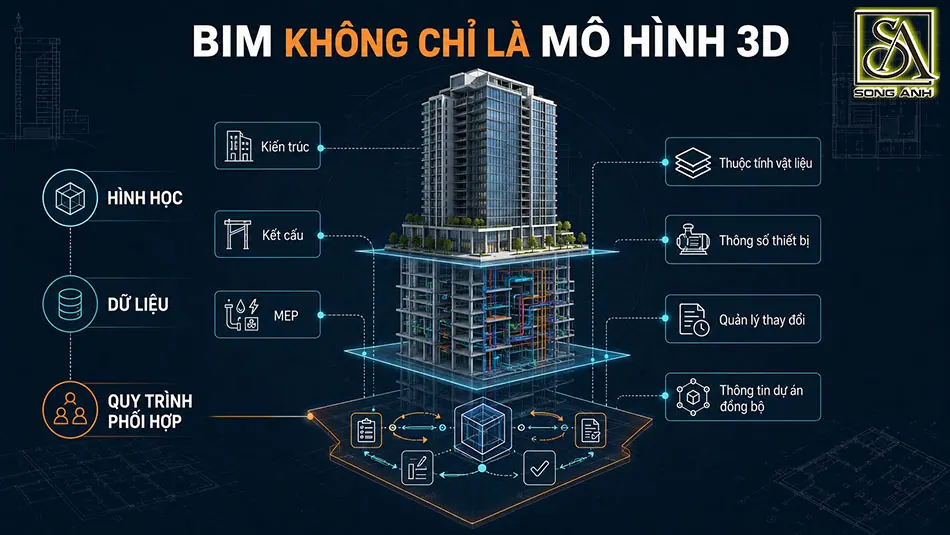 BIM KHÔNG CHỈ LÀ MÔ HÌNH 3D
SA
SONG ANH
HÌNH HỌC
DỮ LIỆU
QUY TRÌNH
PHỐI HỢP
Kiến trúc
Kết cấu
MEP
Thuộc tính vật liệu
Thông số thiết bị
Quản lý thay đổi
Thông tin dự án
đồng bộ